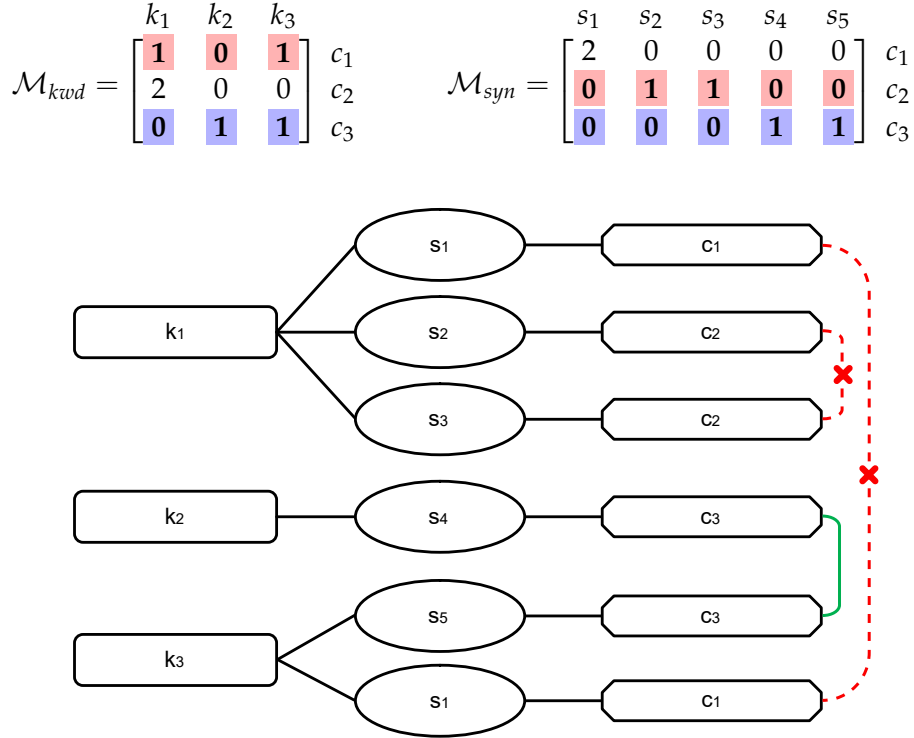 k1 k2 k3 s1 s2 s3 s4 s5
1 0 1 c1 2 0 0 0 0 c1
Mkwd = 2 0 0 c2 Msyn = 0 1 1 0 0 c2
0 1 1 c3 0 0 0 1 1 c3
s1 c1
k1 s2 c2
s3 c2
k2 s4 c3
s5 c3
k3
s1 c1